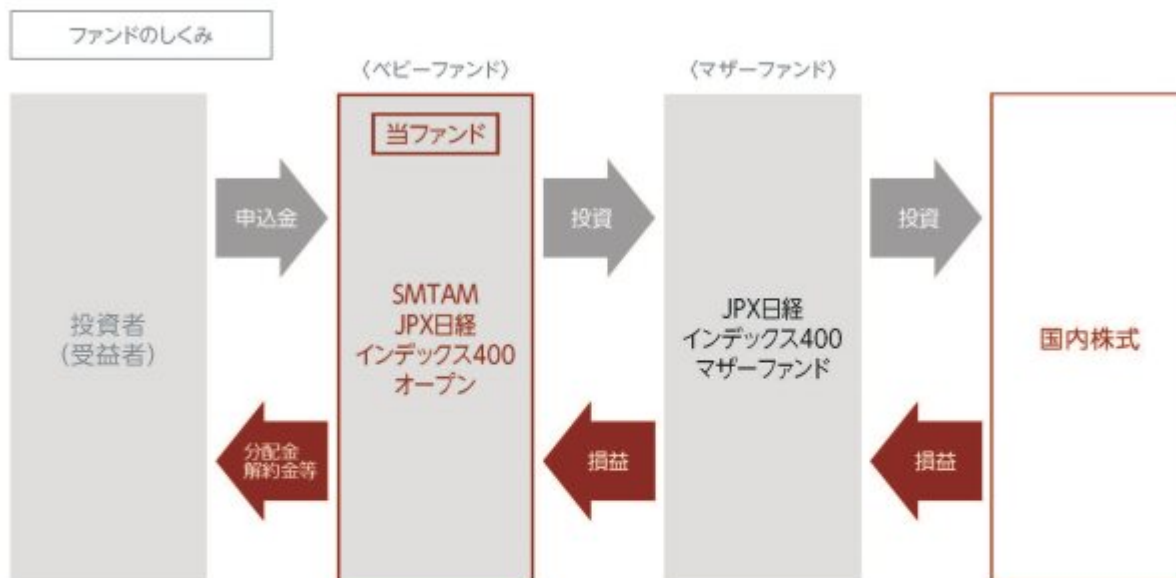 ファンドのしくみ
〈ベビーファンド〉
〈マザーファンド〉
当ファンド
申込金
投資
投資
投資者
(受益者)
SMTAM
JPX日経
インデックス400
オープン
JPX日経
インデックス400
マザーファンド
国内株式
分配金
解約金等
損益
損益